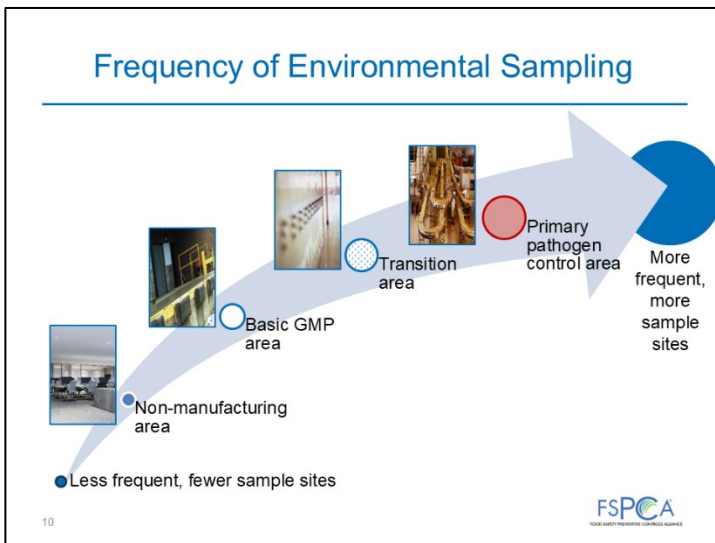 Frequency of Environmental Sampling
Primary
pathogen
control area
More
frequent,
more
sample
sites
Transition
area
Basic GMP
area
Non-manufacturing
area
Less frequent, fewer sample sites
10
FSPCA
FOOD SAFETY PREVENTIVE CONTROLS ALLIANCE